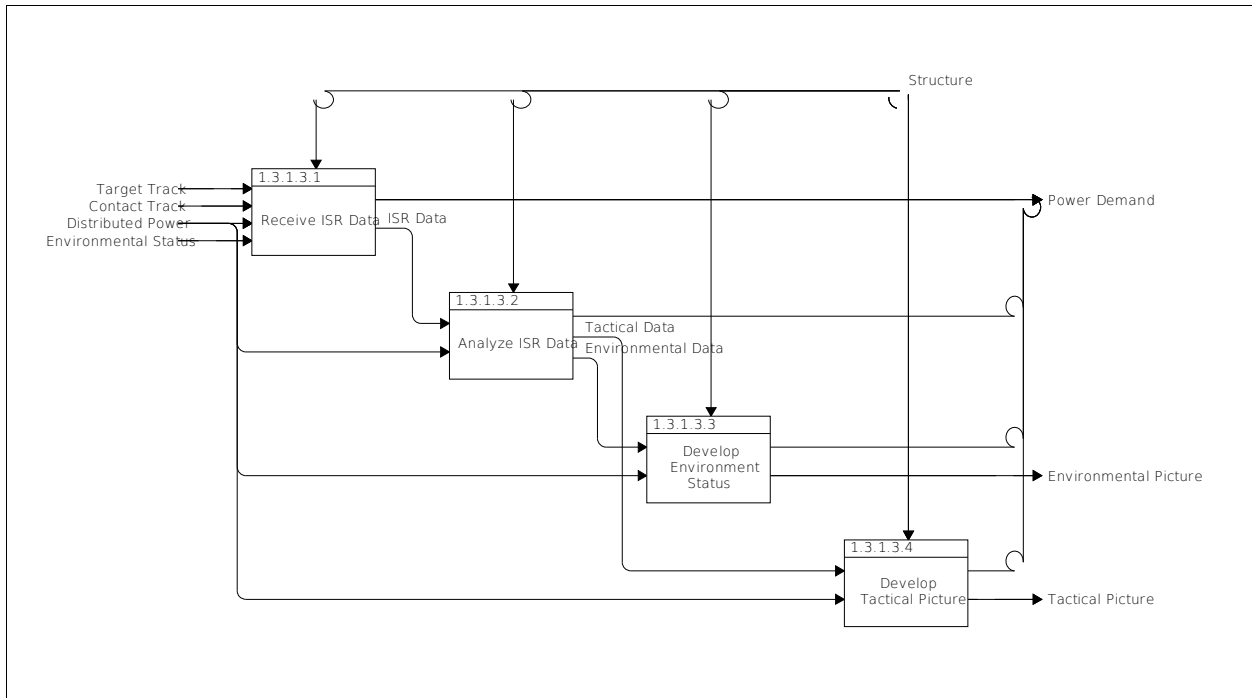 Structure
1.3.1.3.1
Target Track
Contact Track
Distributed Power
Environmental Status
Receive ISR Data
ISR Data
Power Demand
1.3.1.3.2
Analyze ISR Data
Tactical Data
Environmental Data
1.3.1.3.3
Develop
Environment
Status
Environmental Picture
1.3.1.3.4
Develop
Tactical Picture
Tactical Picture